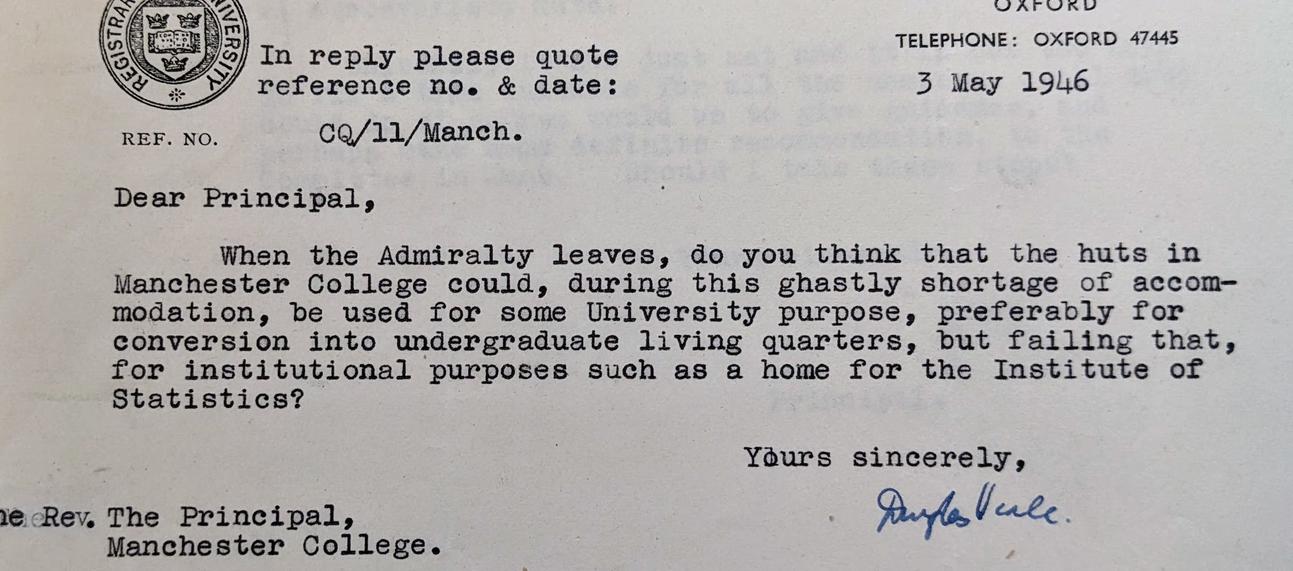 OXFORD
REGISTRAR UNIVERSITY
TELEPHONE: OXFORD 47445
In reply please quote
reference no. & date:
3 May 1946
REF. NO. CQ/11/Manch.
Dear Principal,
When the Admiralty leaves, do you think that the huts in
Manchester College could, during this ghastly shortage of accom-
modation, be used for some University purpose, preferably for
conversion into undergraduate living quarters, but failing that,
for institutional purposes such as a home for the Institute of
Statistics?
Yours sincerely,
Douglas Veale.
Rev. The Principal,
Manchester College.